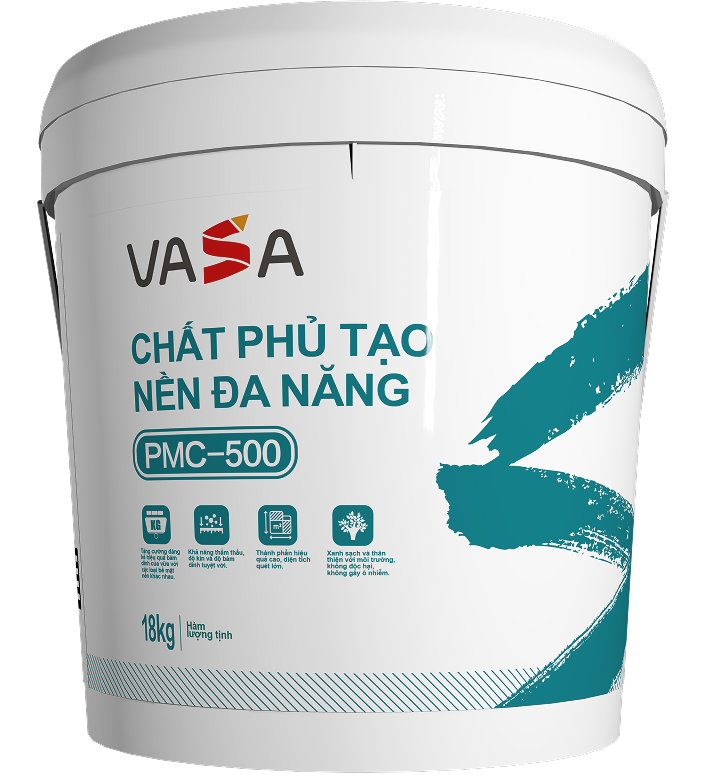 VASA
CHẤT PHỦ TẠO
NỀN ĐA NĂNG
PMC-500
KG
m²
Tăng cường đáng
kể hiệu quả bám
dính của vữa với
các loại bề mặt
nền khác nhau.
Khả năng thẩm thấu,
độ kín và độ bám
dính tuyệt vời.
Thành phần hiệu
quả cao, diện tích
quét lớn.
Xanh sạch và thân
thiện với môi trường,
không độc hại,
không gây ô nhiễm.
18kg
Hàm
lượng tịnh